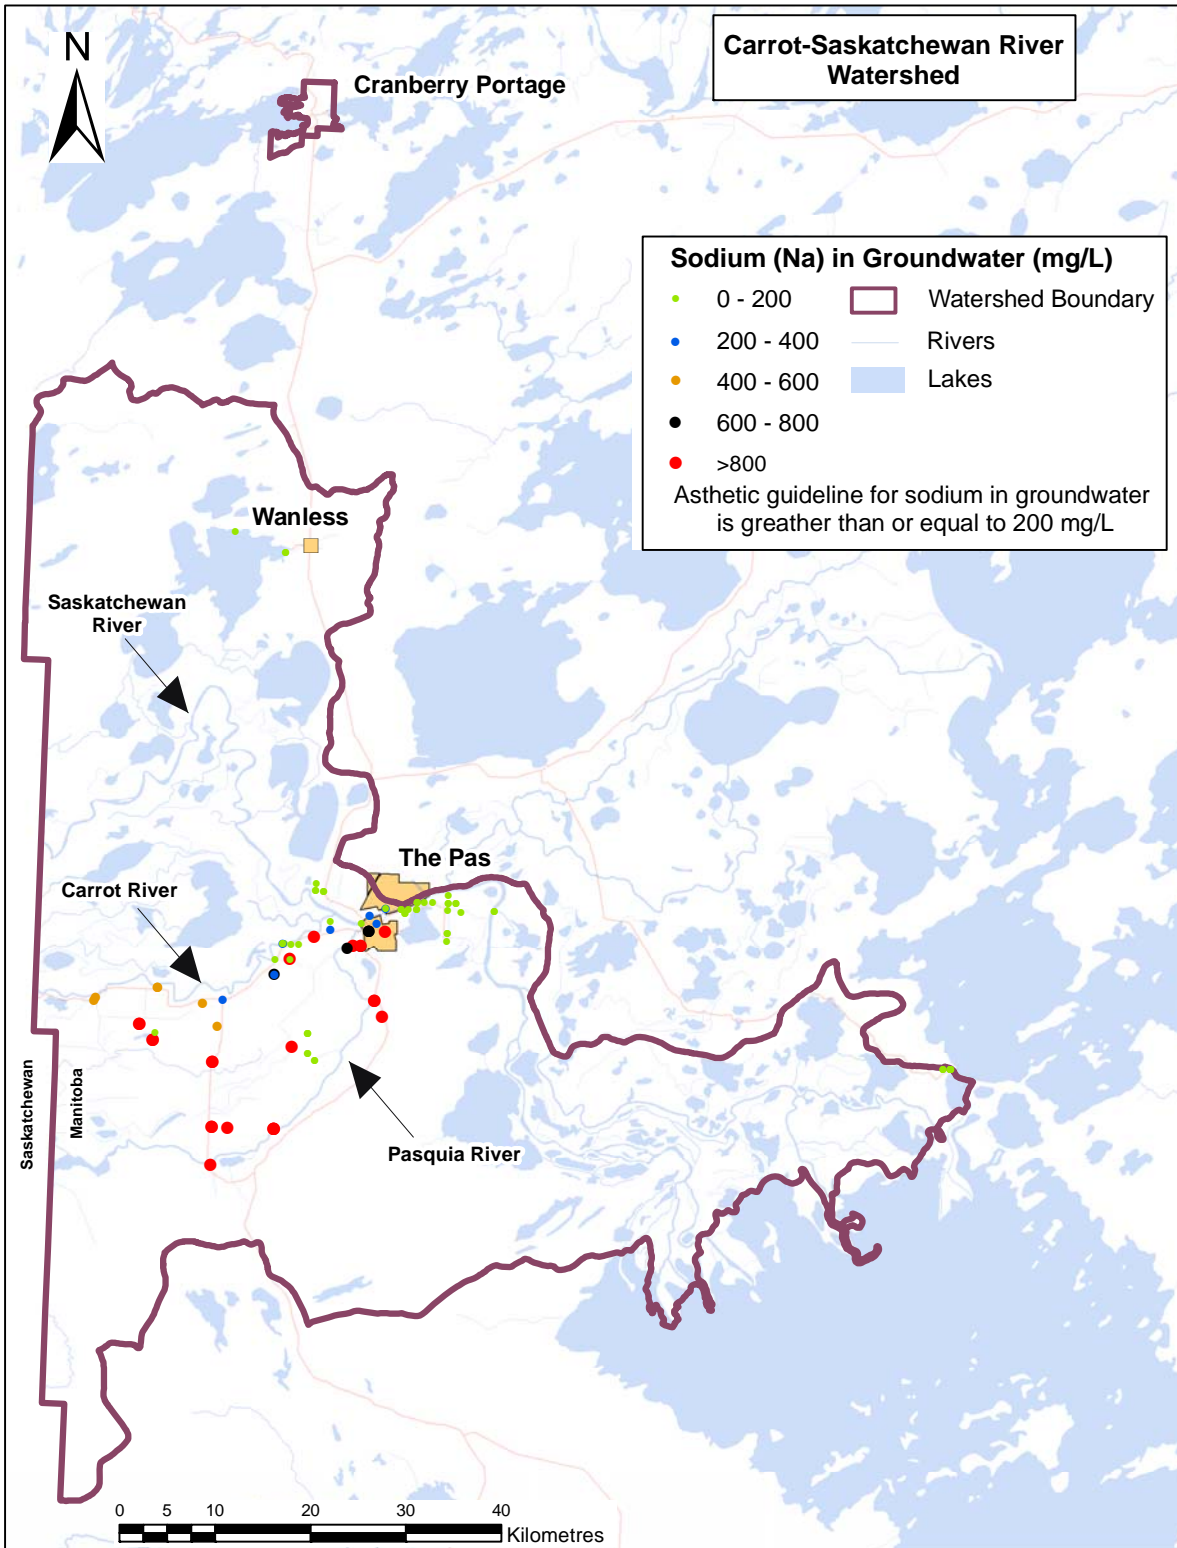 N
Carrot-Saskatchewan River
Watershed
Cranberry Portage
Sodium (Na) in Groundwater (mg/L)
0 - 200
200 - 400
400 - 600
600 - 800
>800
Watershed Boundary
Rivers
Lakes
Asthetic guideline for sodium in groundwater
is greather than or equal to 200 mg/L
Wanless
Saskatchewan
River
The Pas
Carrot River
Saskatchewan
Manitoba
Pasquia River
0 5 10 20 30 40
Kilometres